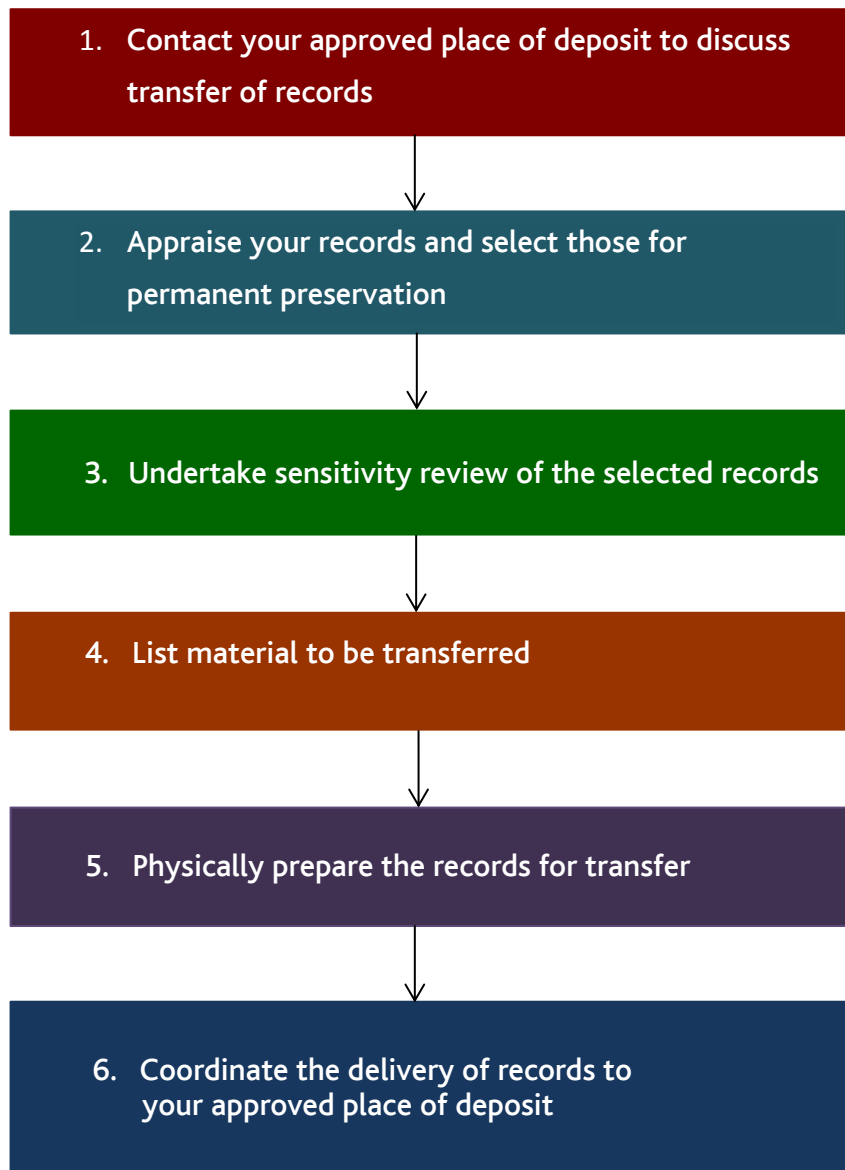 1. Contact your approved place of deposit to discuss
transfer of records
2. Appraise your records and select those for
permanent preservation
3. Undertake sensitivity review of the selected records
4. List material to be transferred
5. Physically prepare the records for transfer
6. Coordinate the delivery of records to
your approved place of deposit